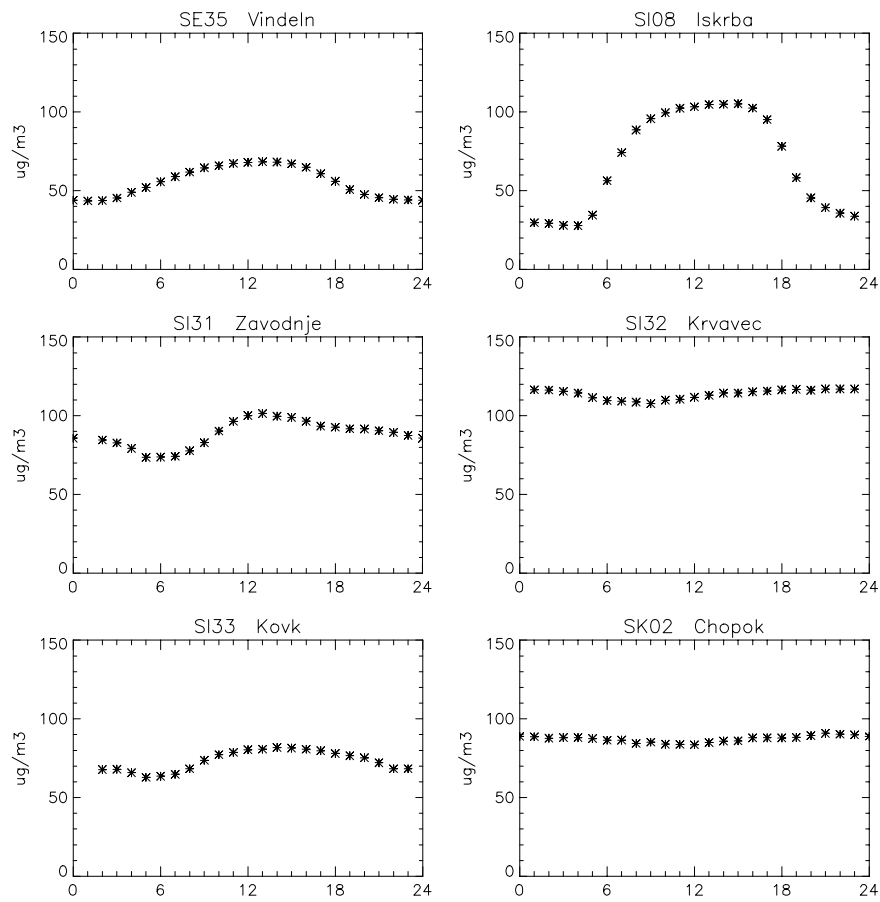 SE35 Vindeln
150
100
50
0
ug/m3
0 6 12 18 24
SI08 Iskrba
150
100
50
0
ug/m3
0 6 12 18 24
SI31 Zavodnje
150
100
50
0
ug/m3
0 6 12 18 24
SI32 Krvavec
150
100
50
0
ug/m3
0 6 12 18 24
SI33 Kovk
150
100
50
0
ug/m3
0 6 12 18 24
SK02 Chopok
150
100
50
0
ug/m3
0 6 12 18 24